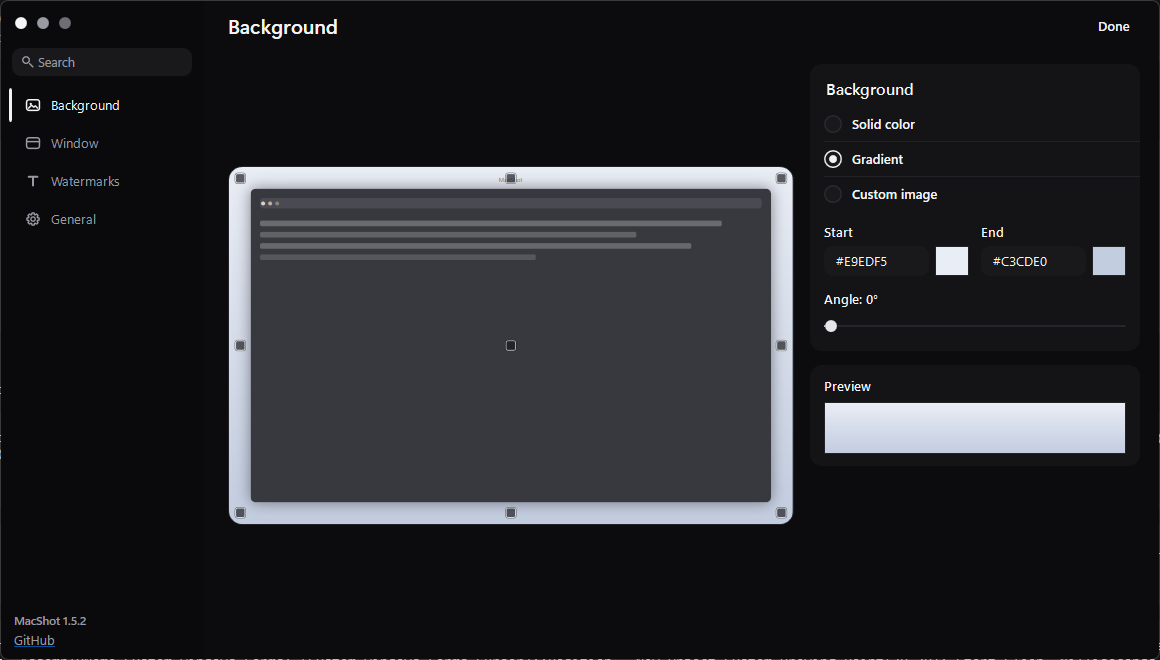 Background
Done
Search
Background
Window
Watermarks
General
Background
Solid color
Gradient
Custom image
Start
End
#E9EDF5
#C3CDE0
Angle: 0°
Preview
MacShot 1.5.2
GitHub